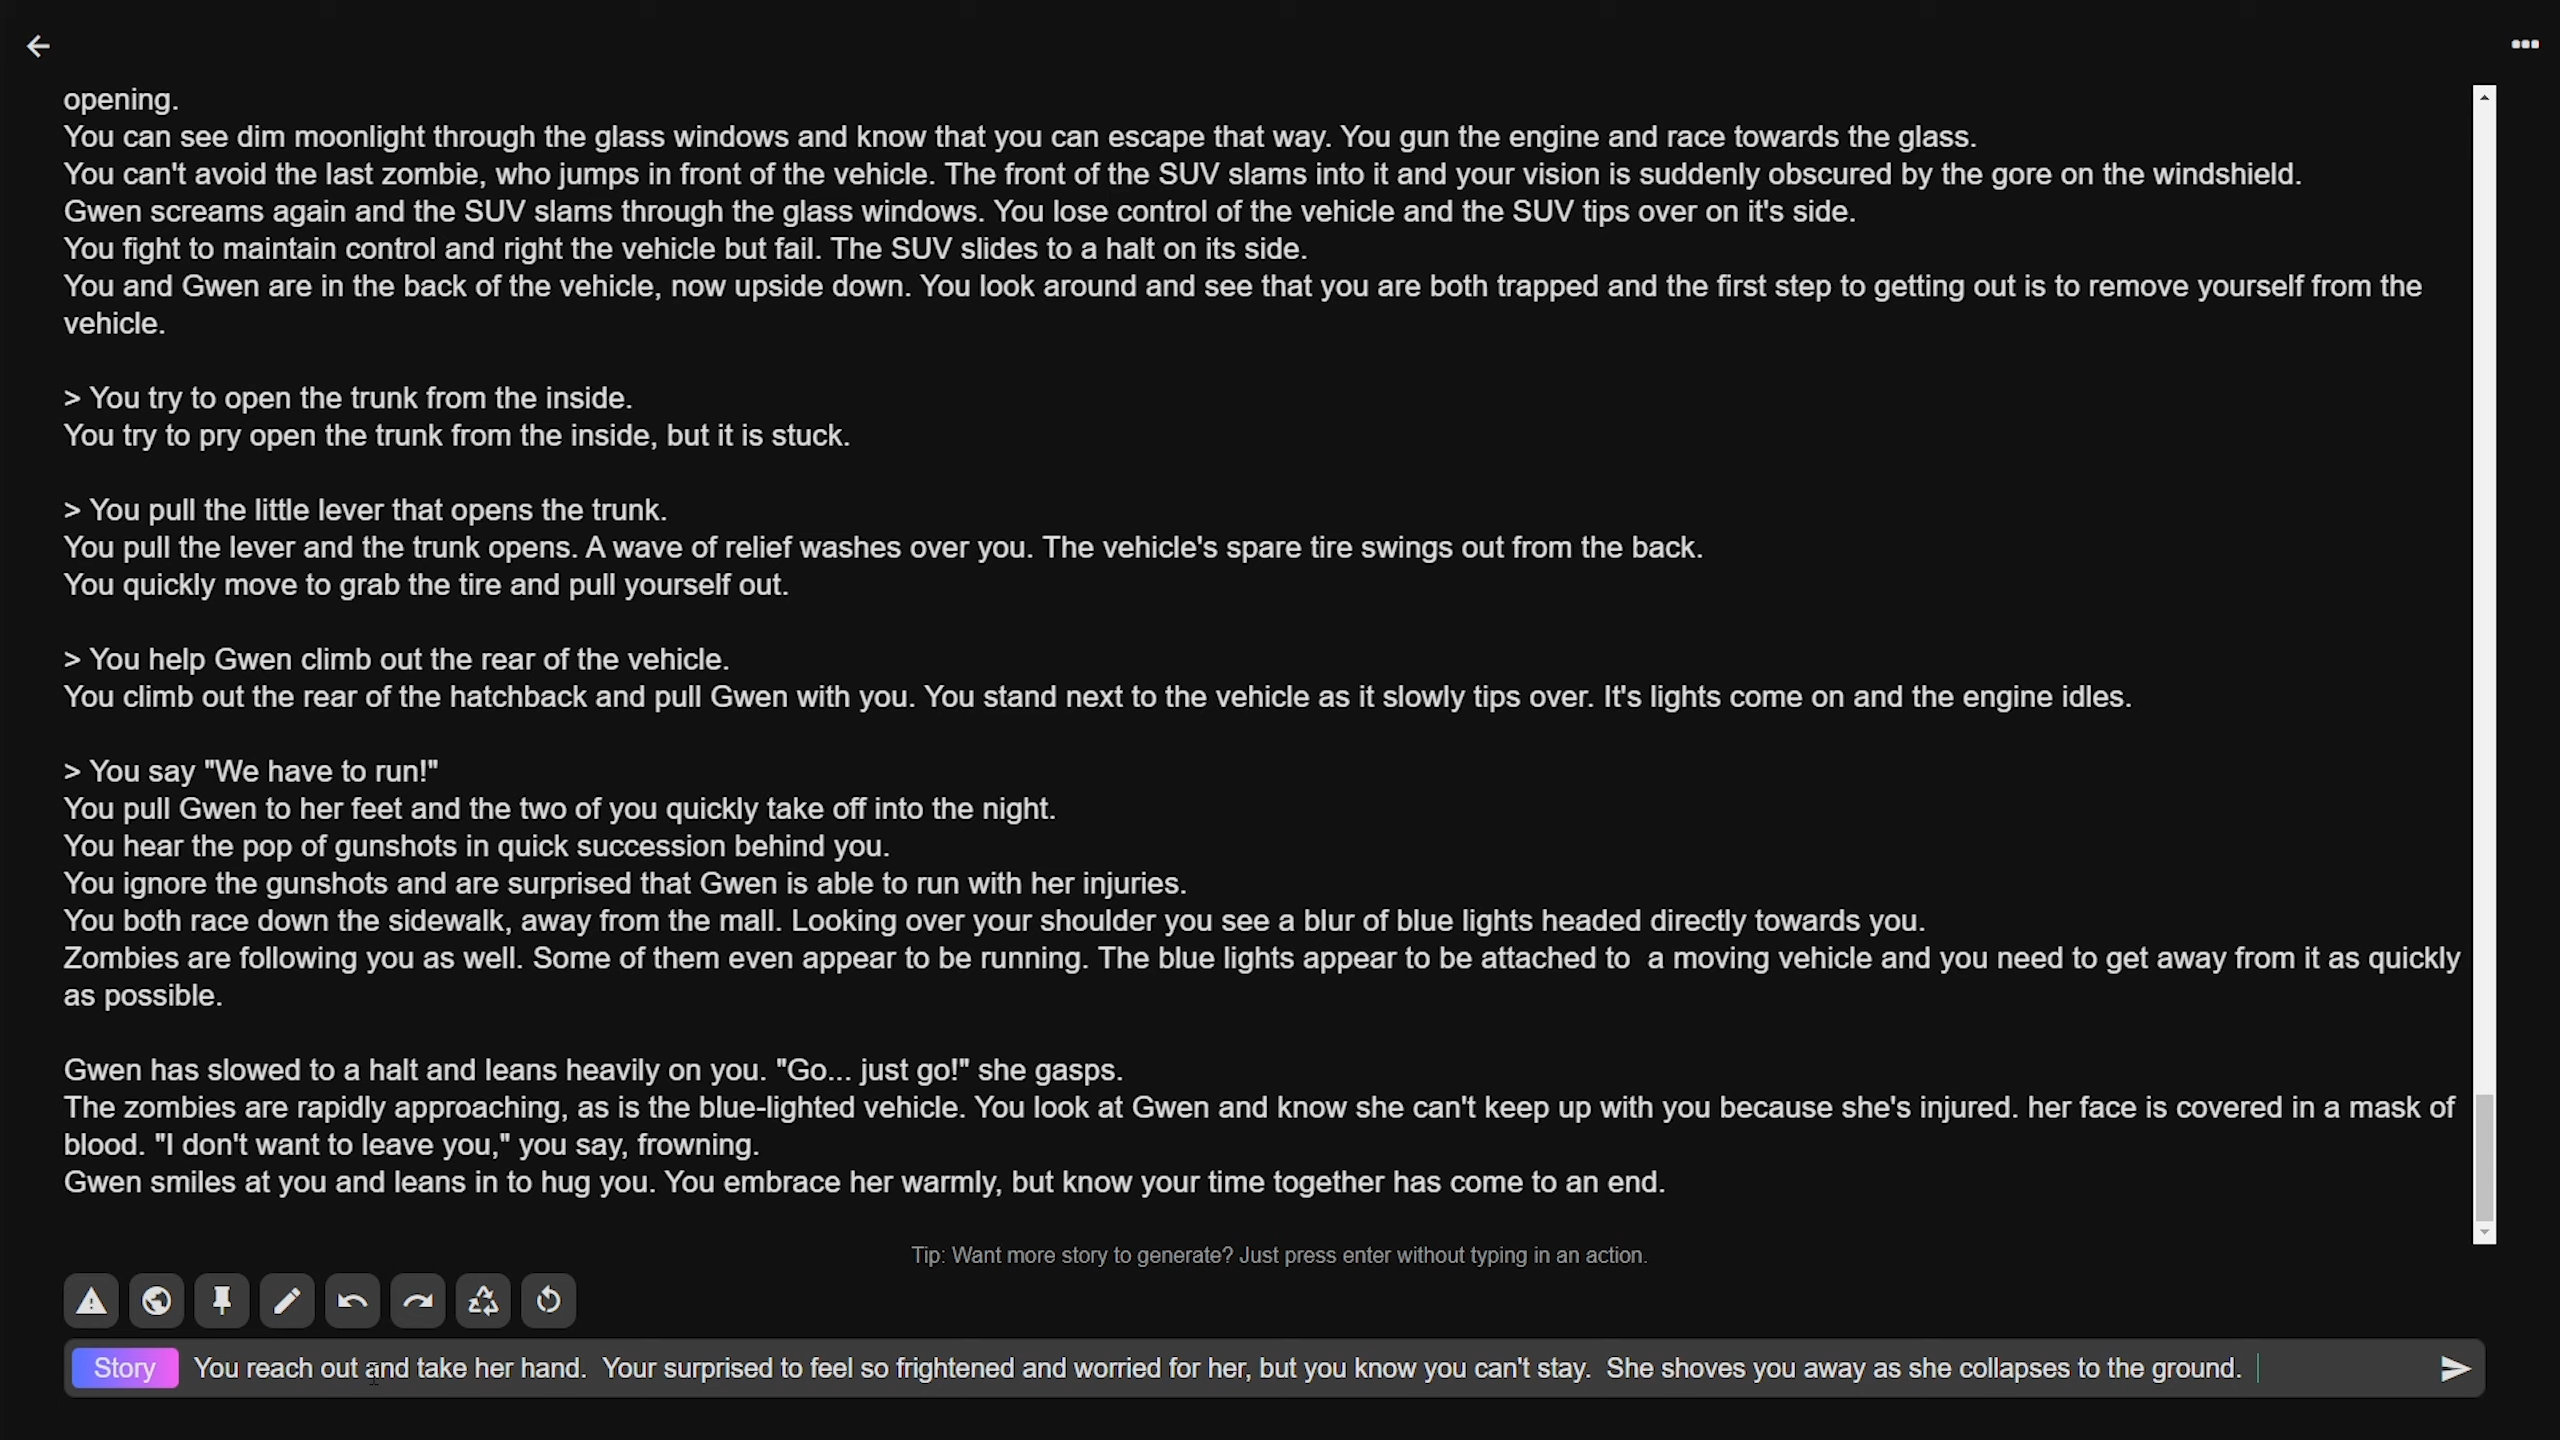 opening.
You can see dim moonlight through the glass windows and know that you can escape that way. You gun the engine and race towards the glass.
You can't avoid the last zombie, who jumps in front of the vehicle. The front of the SUV slams into it and your vision is suddenly obscured by the gore on the windshield.
Gwen screams again and the SUV slams through the glass windows. You lose control of the vehicle and the SUV tips over on it's side.
You fight to maintain control and right the vehicle but fail. The SUV slides to a halt on its side.
You and Gwen are in the back of the vehicle, now upside down. You look around and see that you are both trapped and the first step to getting out is to remove yourself from the
vehicle.
> You try to open the trunk from the inside.
You try to pry open the trunk from the inside, but it is stuck.
> You pull the little lever that opens the trunk.
You pull the lever and the trunk opens. A wave of relief washes over you. The vehicle's spare tire swings out from the back.
You quickly move to grab the tire and pull yourself out.
> You help Gwen climb out the rear of the vehicle.
You climb out the rear of the hatchback and pull Gwen with you. You stand next to the vehicle as it slowly tips over. It's lights come on and the engine idles.
> You say "We have to run!"
You pull Gwen to her feet and the two of you quickly take off into the night.
You hear the pop of gunshots in quick succession behind you.
You ignore the gunshots and are surprised that Gwen is able to run with her injuries.
You both race down the sidewalk, away from the mall. Looking over your shoulder you see a blur of blue lights headed directly towards you.
Zombies are following you as well. Some of them even appear to be running. The blue lights appear to be attached to  a moving vehicle and you need to get away from it as quickly
as possible.
Gwen has slowed to a halt and leans heavily on you. "Go... just go!" she gasps.
The zombies are rapidly approaching, as is the blue-lighted vehicle. You look at Gwen and know she can't keep up with you because she's injured. her face is covered in a mask of
blood. "I don't want to leave you," you say, frowning.
Gwen smiles at you and leans in to hug you. You embrace her warmly, but know your time together has come to an end.
Tip: Want more story to generate? Just press enter without typing in an action.
Story You reach out and take her hand.  Your surprised to feel so frightened and worried for her, but you know you can't stay.  She shoves you away as she collapses to the ground.